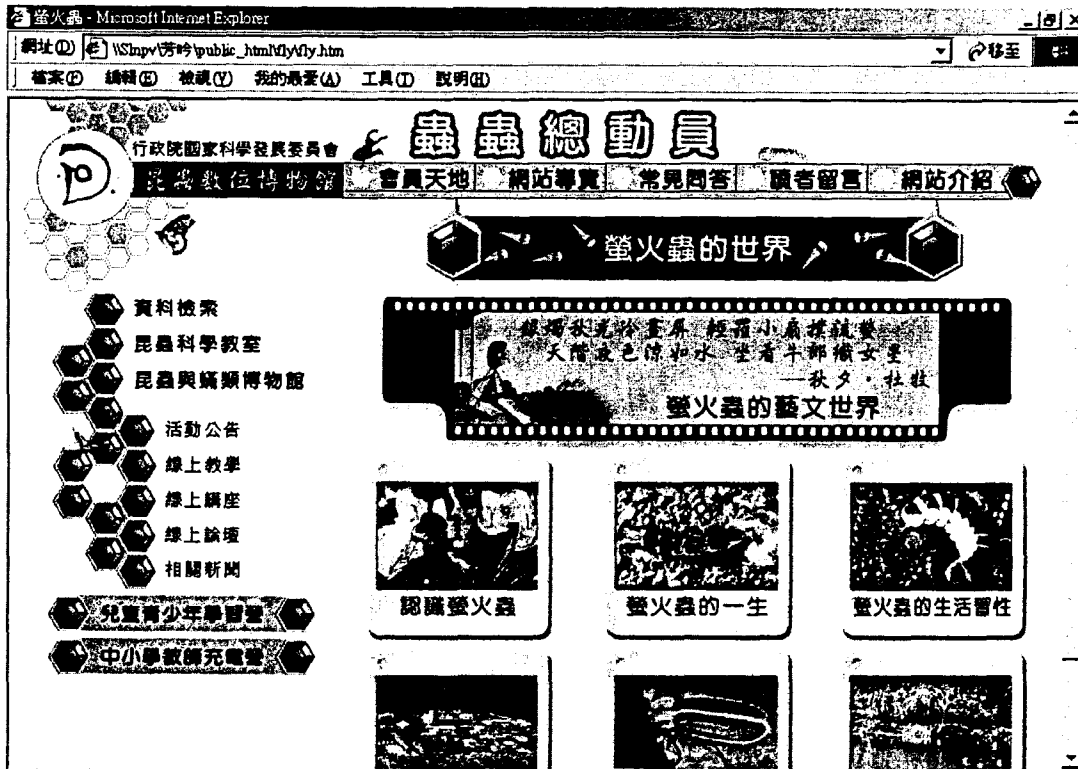 螢火蟲 - Microsoft Internet Explorer
網址(D) \\Slnpv\芳吟\public_html\fly\fly.htm 移至
檔案(F) 編輯(E) 檢視(V) 我的最愛(A) 工具(T) 說明(H)
蟲蟲總動員
行政院國家科學發展委員會
昆蟲數位博物館
會員天地 網站導覽 常見問答 讀者留言 網站介紹
螢火蟲的世界
資料檢索
昆蟲科學教室
昆蟲與蟎類博物館
活動公告
線上教學
線上講座
線上論壇
相關新聞
兒童青少年學習營
中小學教師充電營
銀燭秋光冷畫屏 輕羅小扇撲流螢
天階夜色涼如水 坐看牛郎織女星
──秋夕‧杜牧
螢火蟲的藝文世界
認識螢火蟲
螢火蟲的一生
螢火蟲的生活習性